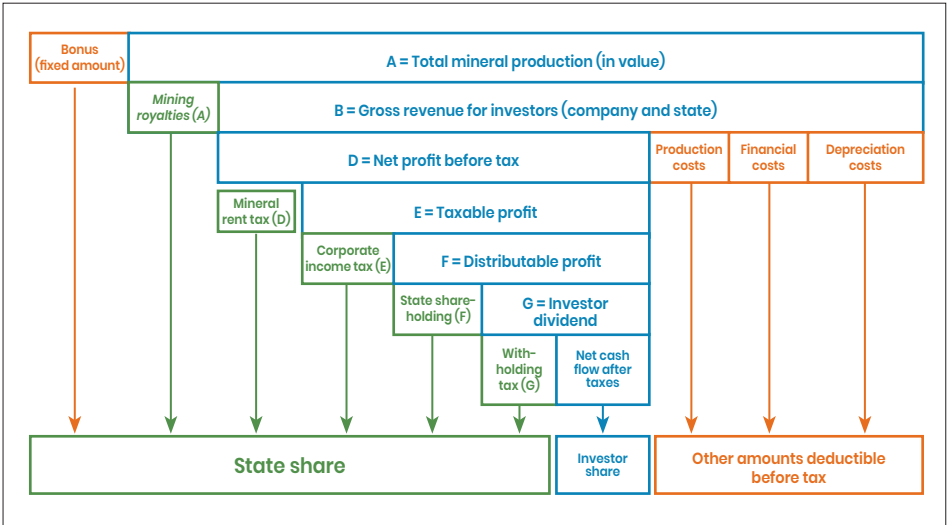 Bonus
(fixed amount)
A = Total mineral production (in value)
Mining
royalties (A)
B = Gross revenue for investors (company and state)
D = Net profit before tax
Production
costs
Financial
costs
Depreciation
costs
Mineral
rent tax (D)
E = Taxable profit
Corporate
income tax (E)
F = Distributable profit
State share-
holding (F)
G = Investor
dividend
With-
holding
tax (G)
Net cash
flow after
taxes
State share
Investor
share
Other amounts deductible
before tax